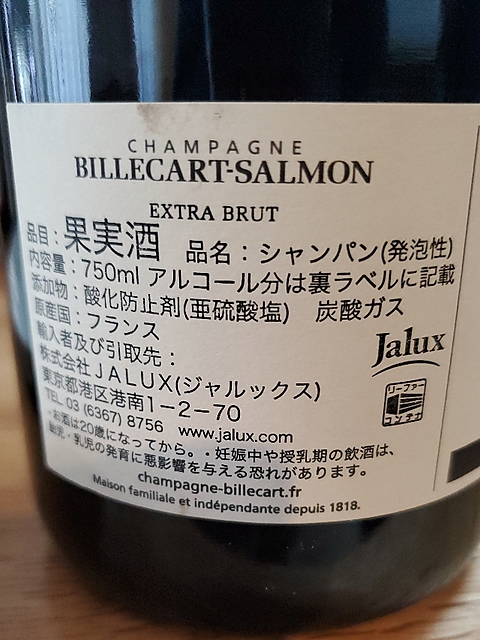 CHAMPAGNE
BILLECART-SALMON
EXTRA BRUT
品目：果実酒 品名：シャンパン(発泡性)
内容量：750ml アルコール分は裏ラベルに記載
添加物：酸化防止剤(亜硫酸塩) 炭酸ガス
原産国：フランス
輸入者及び引取先：
株式会社JALUX(ジャルックス)
東京都港区港南1-2-70
TEL 03 (6367) 8756 www.jalux.com
・お酒は20歳になってから。・妊娠中や授乳期の飲酒は、
胎児・乳児の発育に悪影響を与える恐れがあります。
champagne-billecart.fr
Maison familiale et indépendante depuis 1818.
Jalux
リーファー
コンテナ